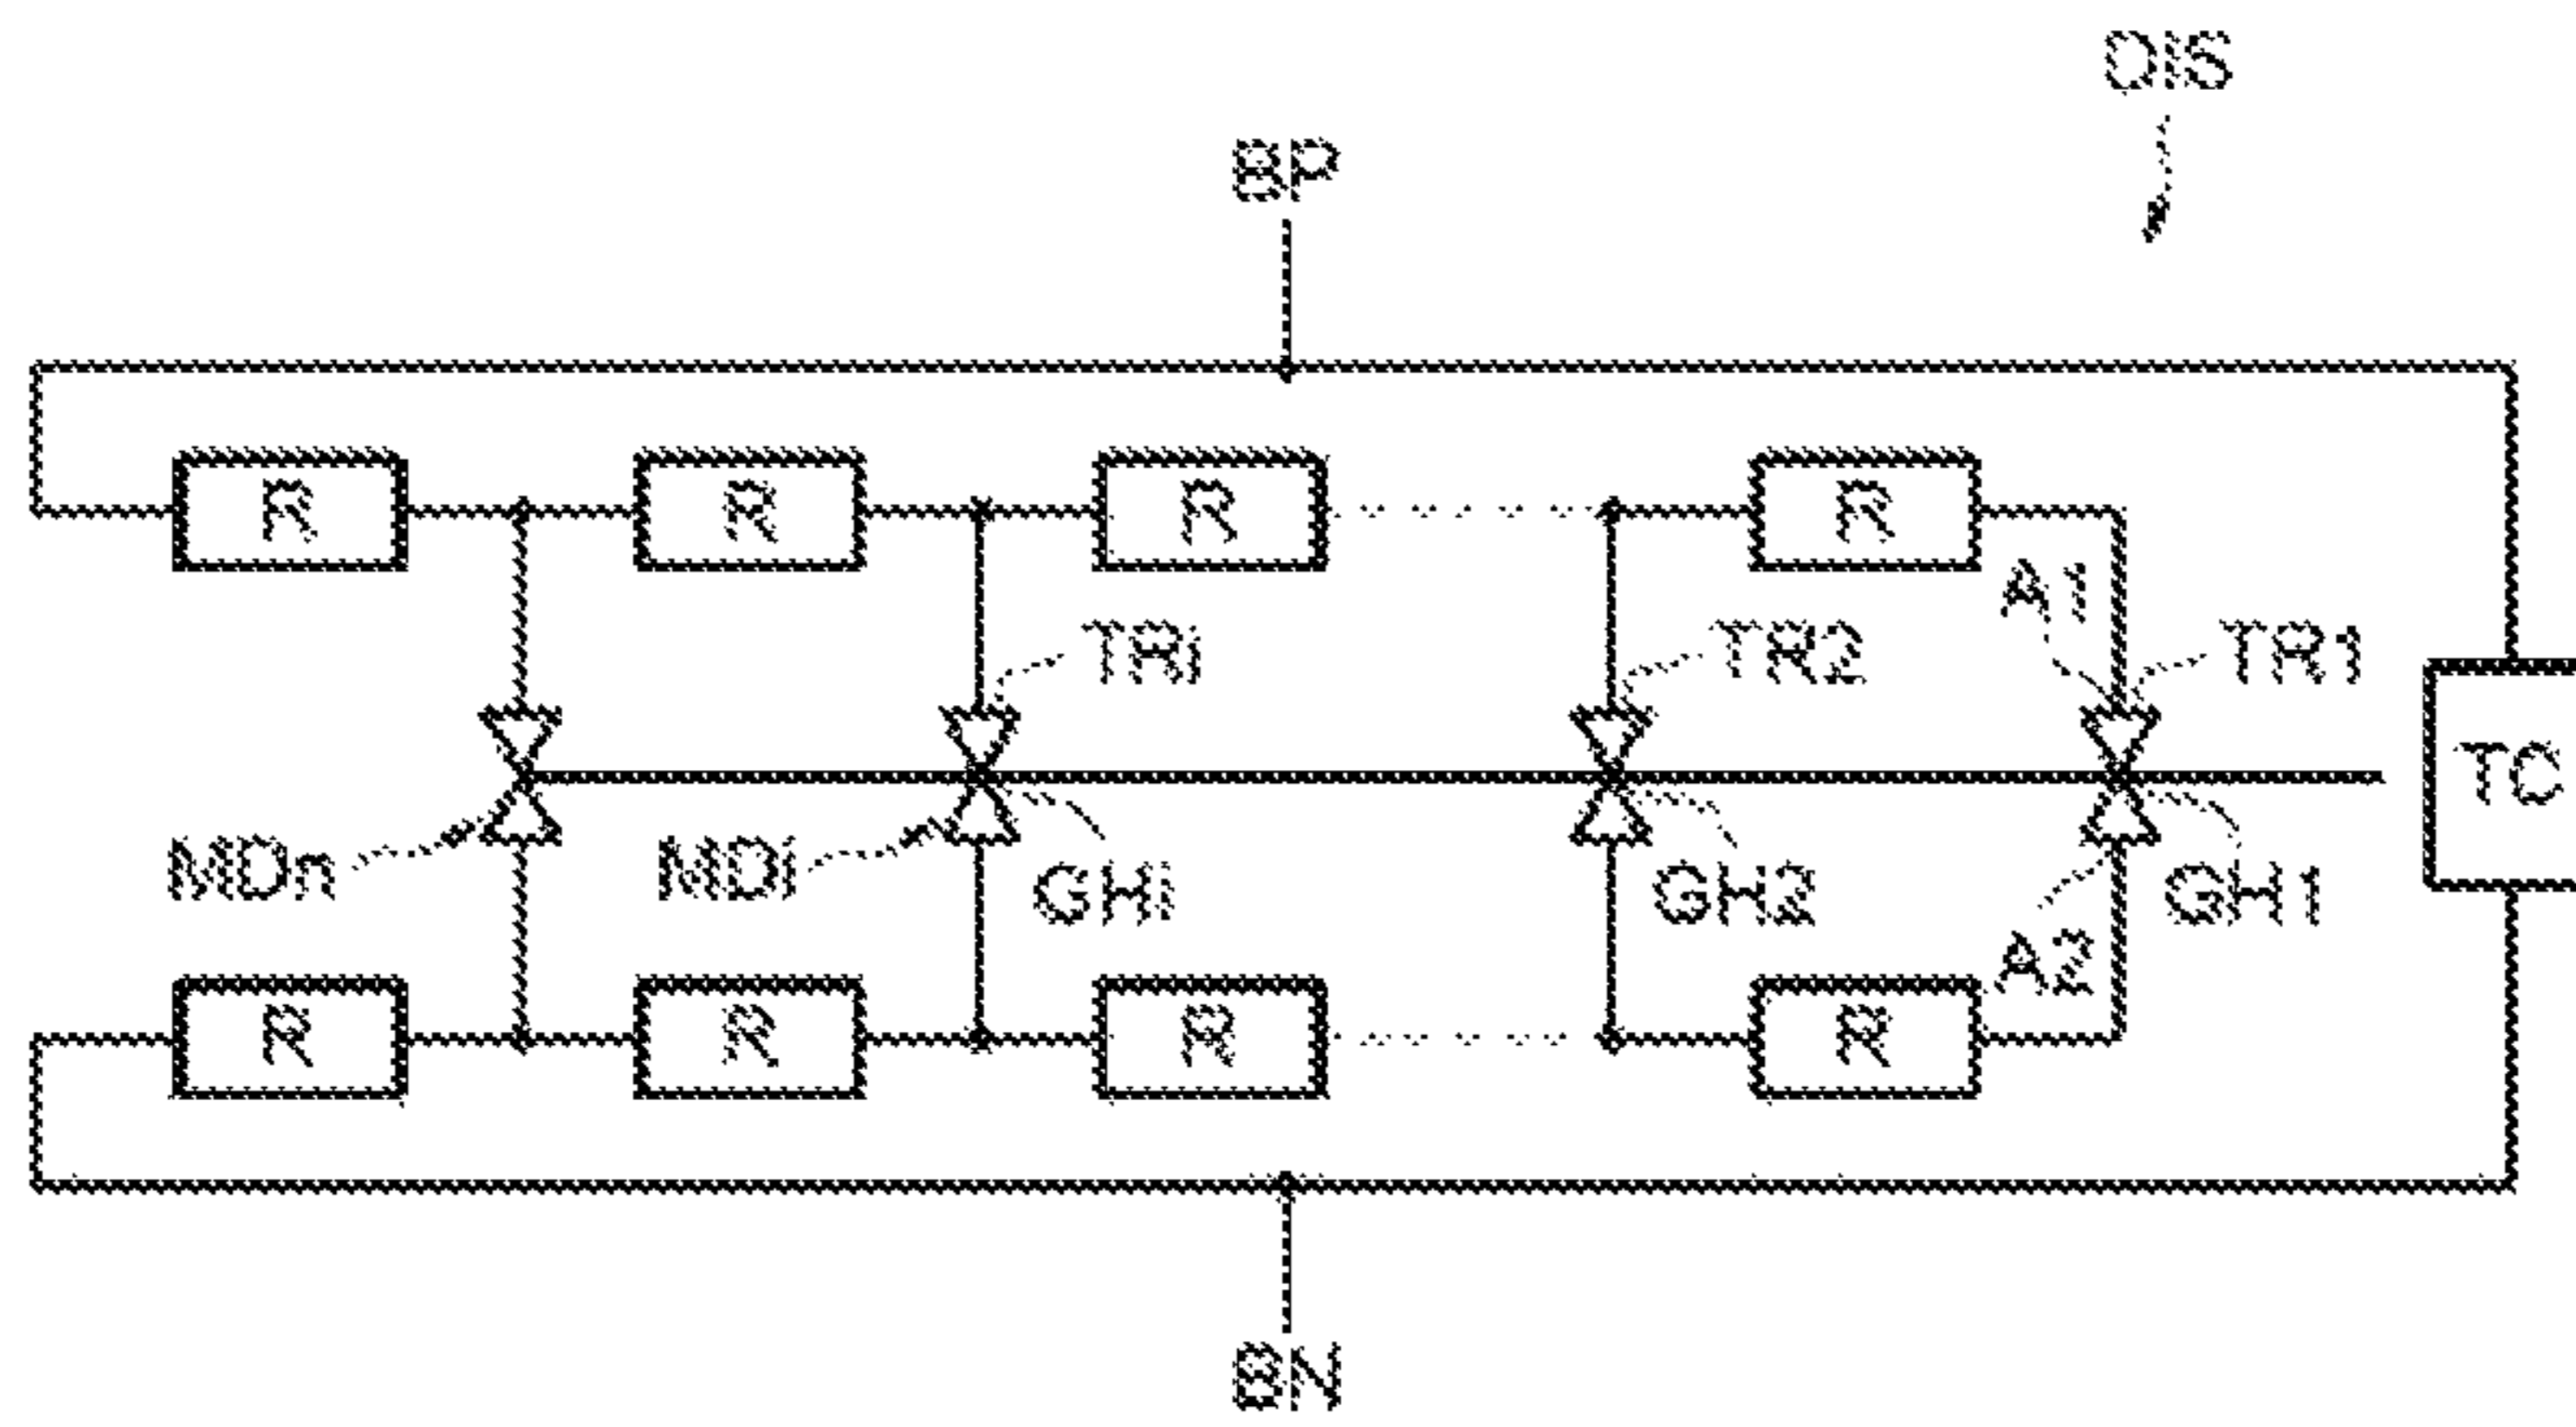 DIS
BP
R R R R
A1
TRi TR2 TR1
TC
MDn MDi GHi GH2 GH1
A2
R R R R
BN